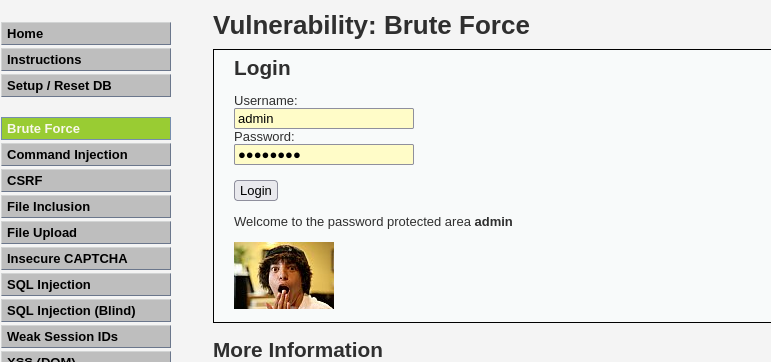 Home
Instructions
Setup / Reset DB
Brute Force
Command Injection
CSRF
File Inclusion
File Upload
Insecure CAPTCHA
SQL Injection
SQL Injection (Blind)
Weak Session IDs
XSS (DOM)
Vulnerability: Brute Force
Login
Username:
admin
Password:
●●●●●●●●
Login
Welcome to the password protected area admin
More Information